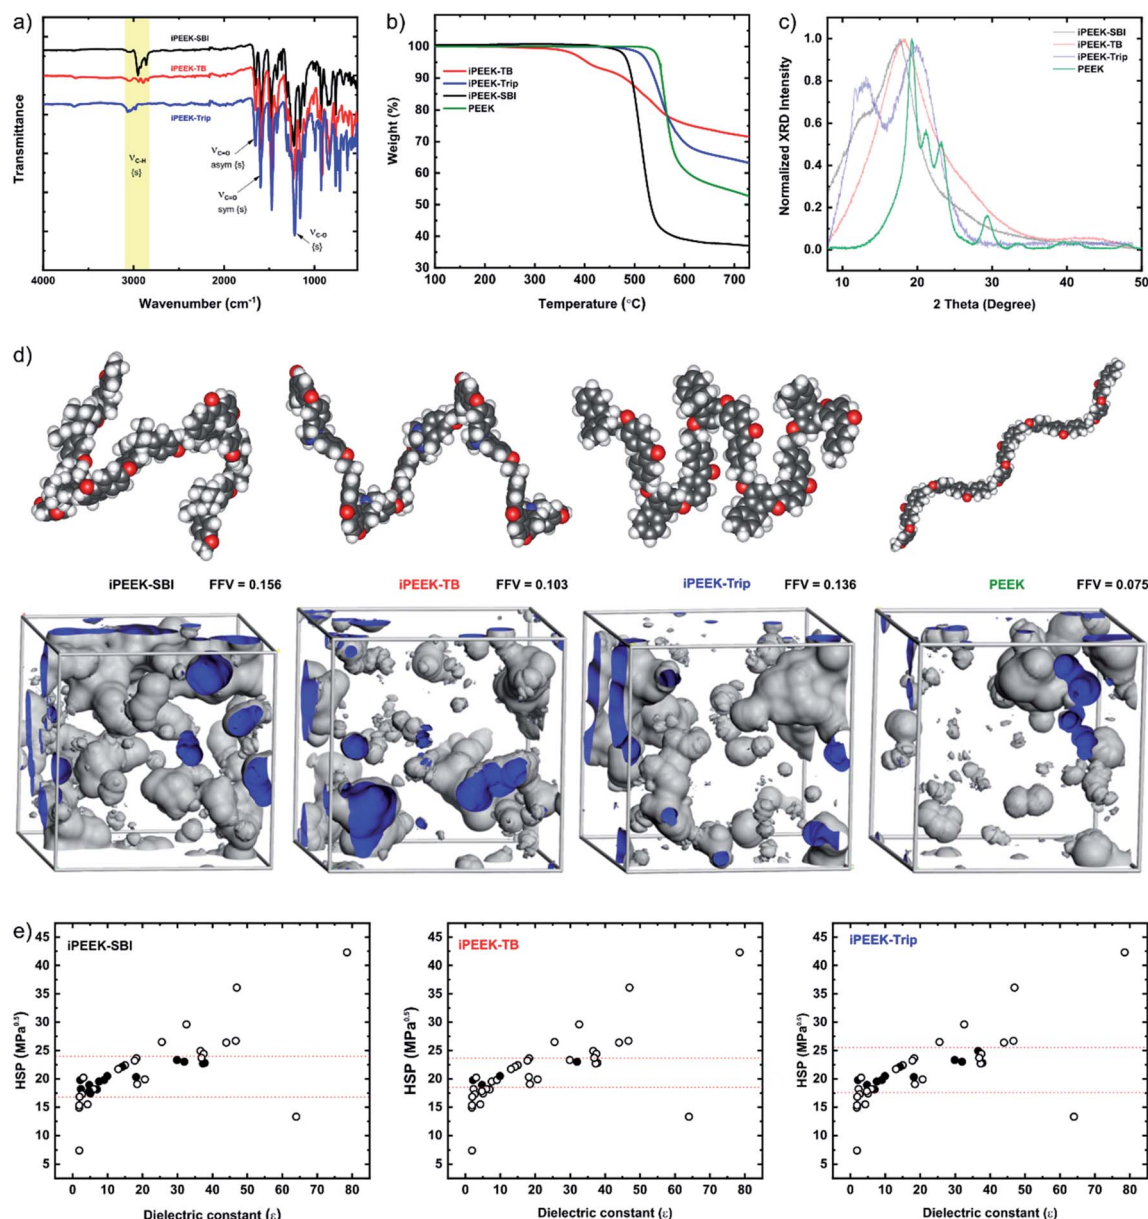 a)
iPEEK-SBI
iPEEK-TB
iPEEK-Trip
νC-H
{s}
νC=O
asym {s}
νC=O
sym {s}
νC-O
{s}
Transmittance
4000 3000 2000 1000
Wavenumber (cm⁻¹)
b)
iPEEK-TB
iPEEK-Trip
iPEEK-SBI
PEEK
Weight (%)
110
100
90
80
70
60
50
40
30
100 200 300 400 500 600 700
Temperature (°C)
c)
iPEEK-SBI
iPEEK-TB
iPEEK-Trip
PEEK
Normalized XRD Intensity
1.0
0.8
0.6
0.4
0.2
0.0
10 20 30 40 50
2 Theta (Degree)
d)
iPEEK-SBI FFV = 0.156
iPEEK-TB FFV = 0.103
iPEEK-Trip FFV = 0.136
PEEK FFV = 0.075
e)
iPEEK-SBI
HSP (MPa⁰·⁵)
45
40
35
30
25
20
15
10
5
0 10 20 30 40 50 60 70 80
Dielectric constant (ε)
iPEEK-TB
HSP (MPa⁰·⁵)
45
40
35
30
25
20
15
10
5
0 10 20 30 40 50 60 70 80
Dielectric constant (ε)
iPEEK-Trip
HSP (MPa⁰·⁵)
45
40
35
30
25
20
15
10
5
0 10 20 30 40 50 60 70 80
Dielectric constant (ε)